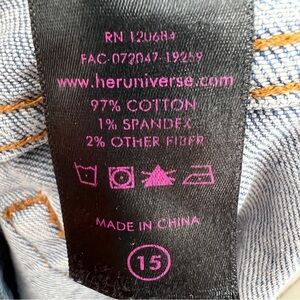 RN 120684
FAC-072047-19259
www.heruniverse.com
97% COTTON
1% SPANDEX
2% OTHER FIBER
MADE IN CHINA
15